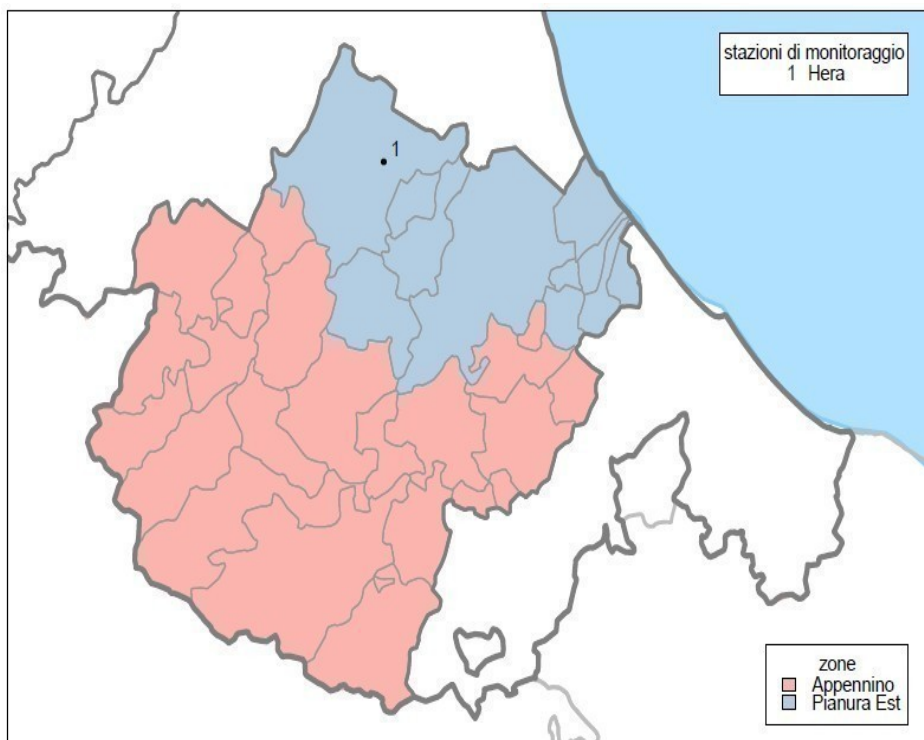 stazioni di monitoraggio
1 Hera
1
zone
Appennino
Pianura Est